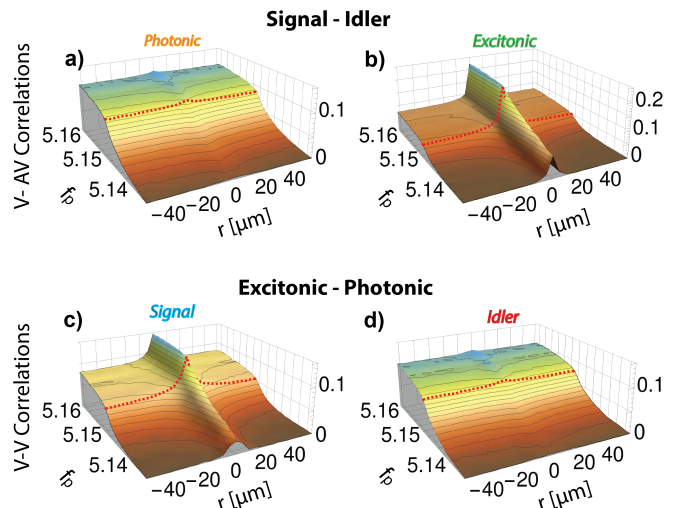 Signal - Idler
a)
Photonic
b)
Excitonic
V- AV Correlations
0.1
0
5.16
5.15
5.14
fp
-40
-20
0
20
40
r [μm]
0.2
0.1
0
5.16
5.15
5.14
fp
-40
-20
0
20
40
r [μm]
Excitonic - Photonic
c)
Signal
d)
Idler
V-V Correlations
0.1
0
5.16
5.15
5.14
fp
-40
-20
0
20
40
r [μm]
0.1
0
5.16
5.15
5.14
fp
-40
-20
0
20
40
r [μm]